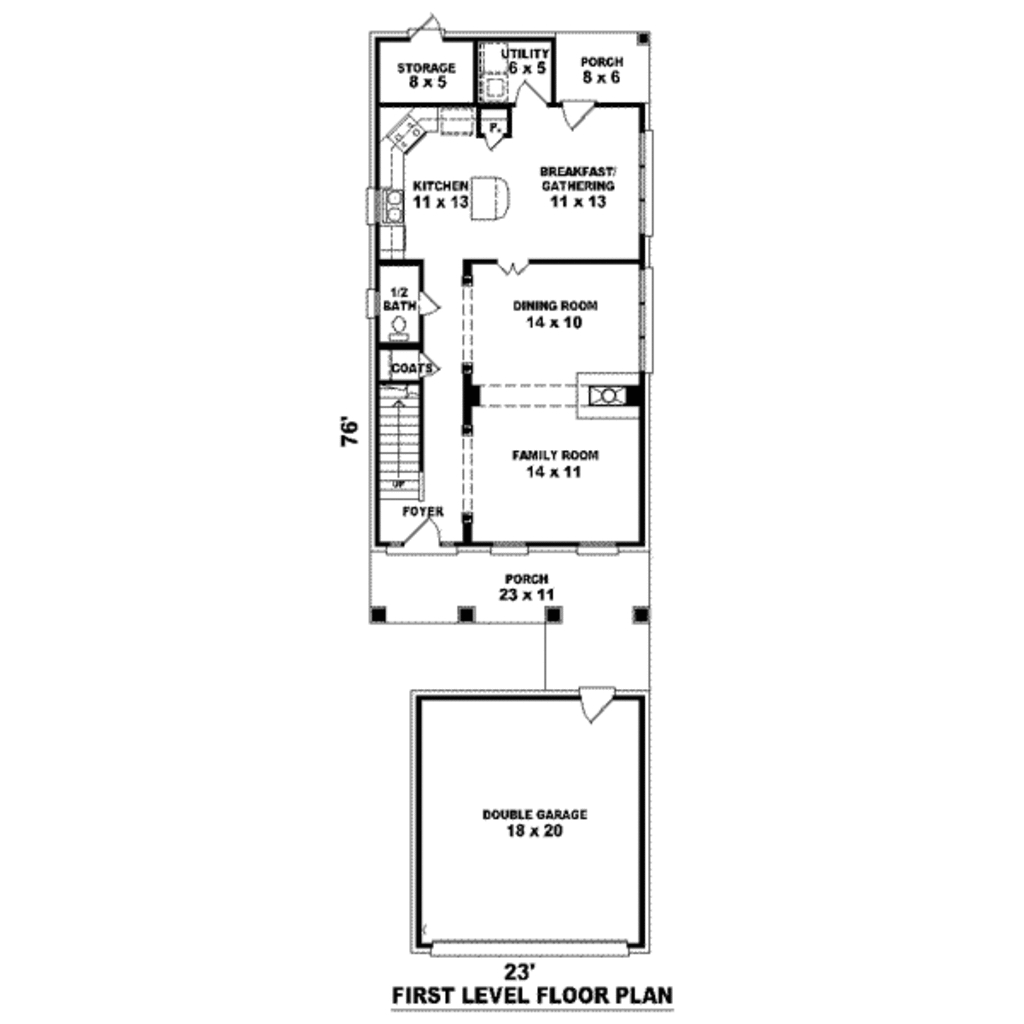 STORAGE
8 x 5
UTILITY
6 x 5
PORCH
8 x 6
P.
KITCHEN
11 x 13
BREAKFAST/
GATHERING
11 x 13
1/2
BATH
DINING ROOM
14 x 10
COATS
76'
FAMILY ROOM
14 x 11
UP
FOYER
PORCH
23 x 11
DOUBLE GARAGE
18 x 20
23'
FIRST LEVEL FLOOR PLAN